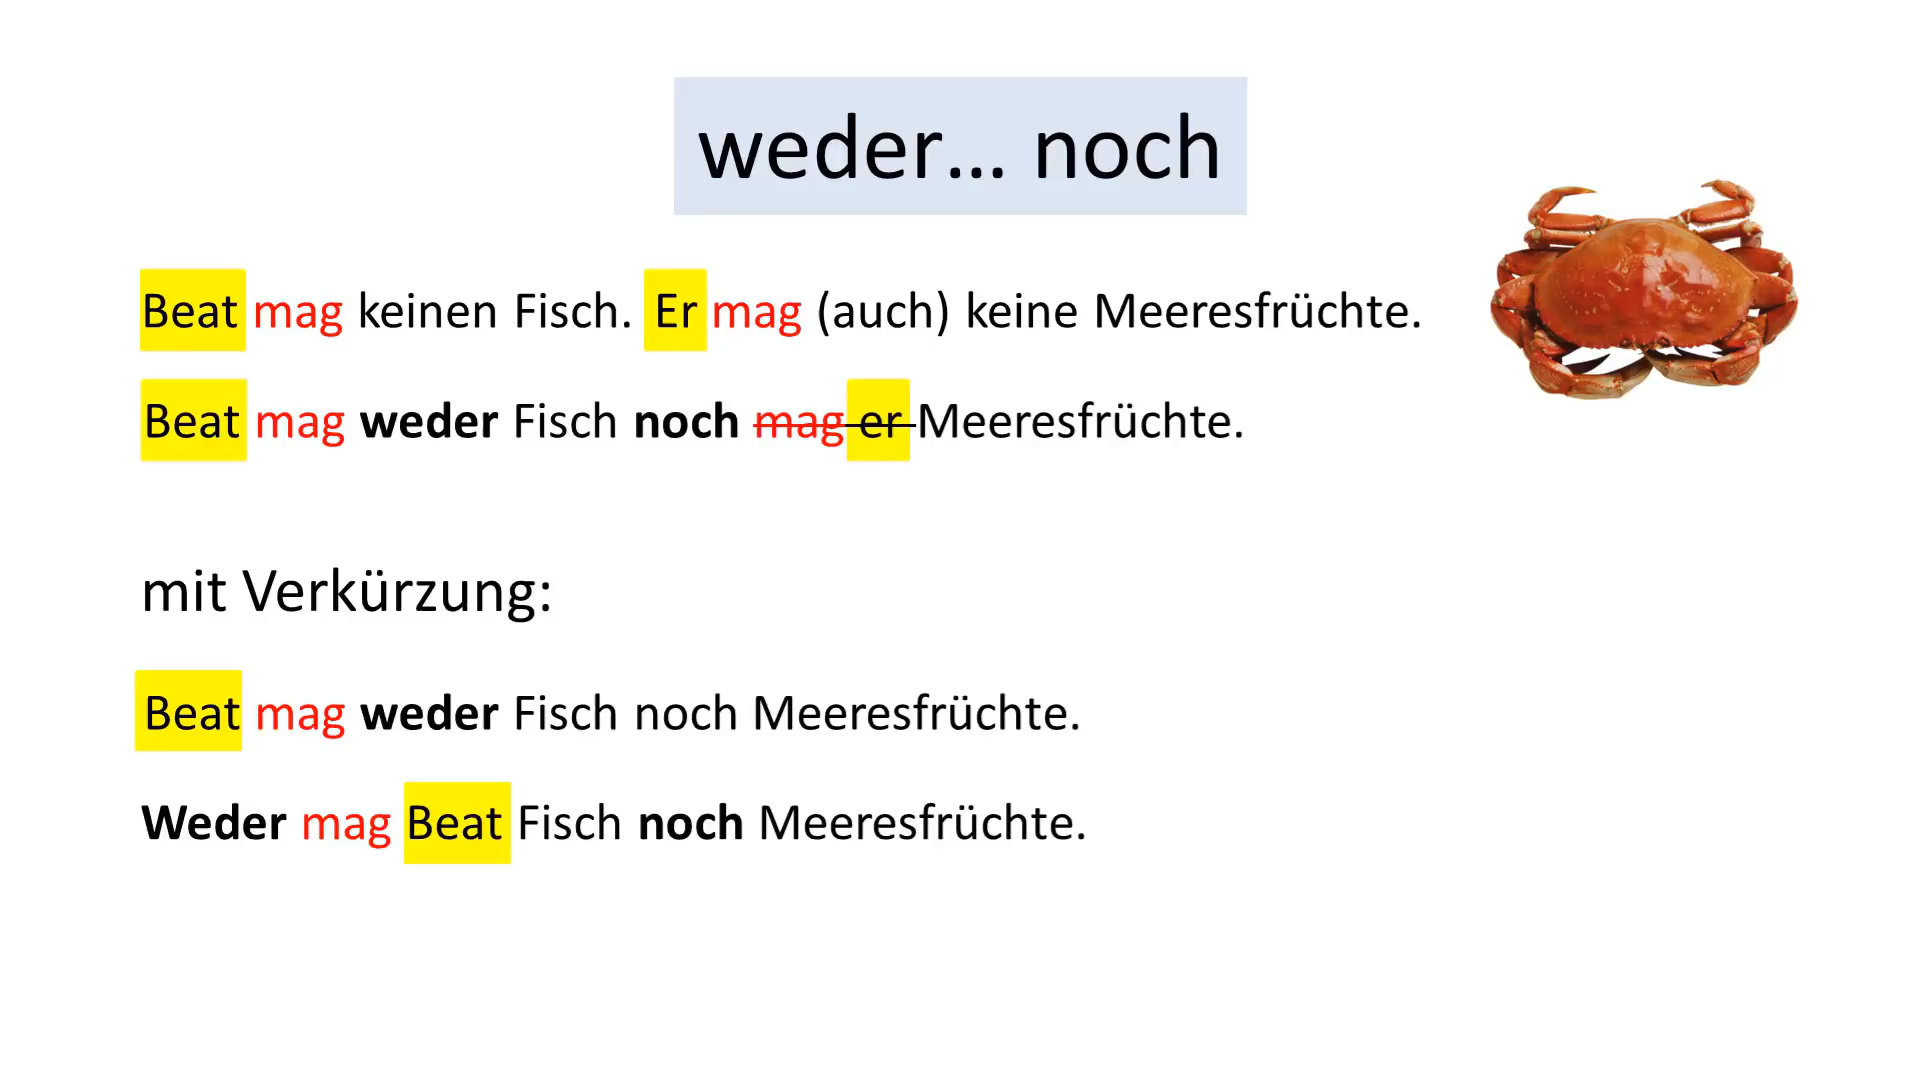 weder... noch
Beat mag keinen Fisch. Er mag (auch) keine Meeresfrüchte.
Beat mag weder Fisch noch mag er Meeresfrüchte.
mit Verkürzung:
Beat mag weder Fisch noch Meeresfrüchte.
Weder mag Beat Fisch noch Meeresfrüchte.